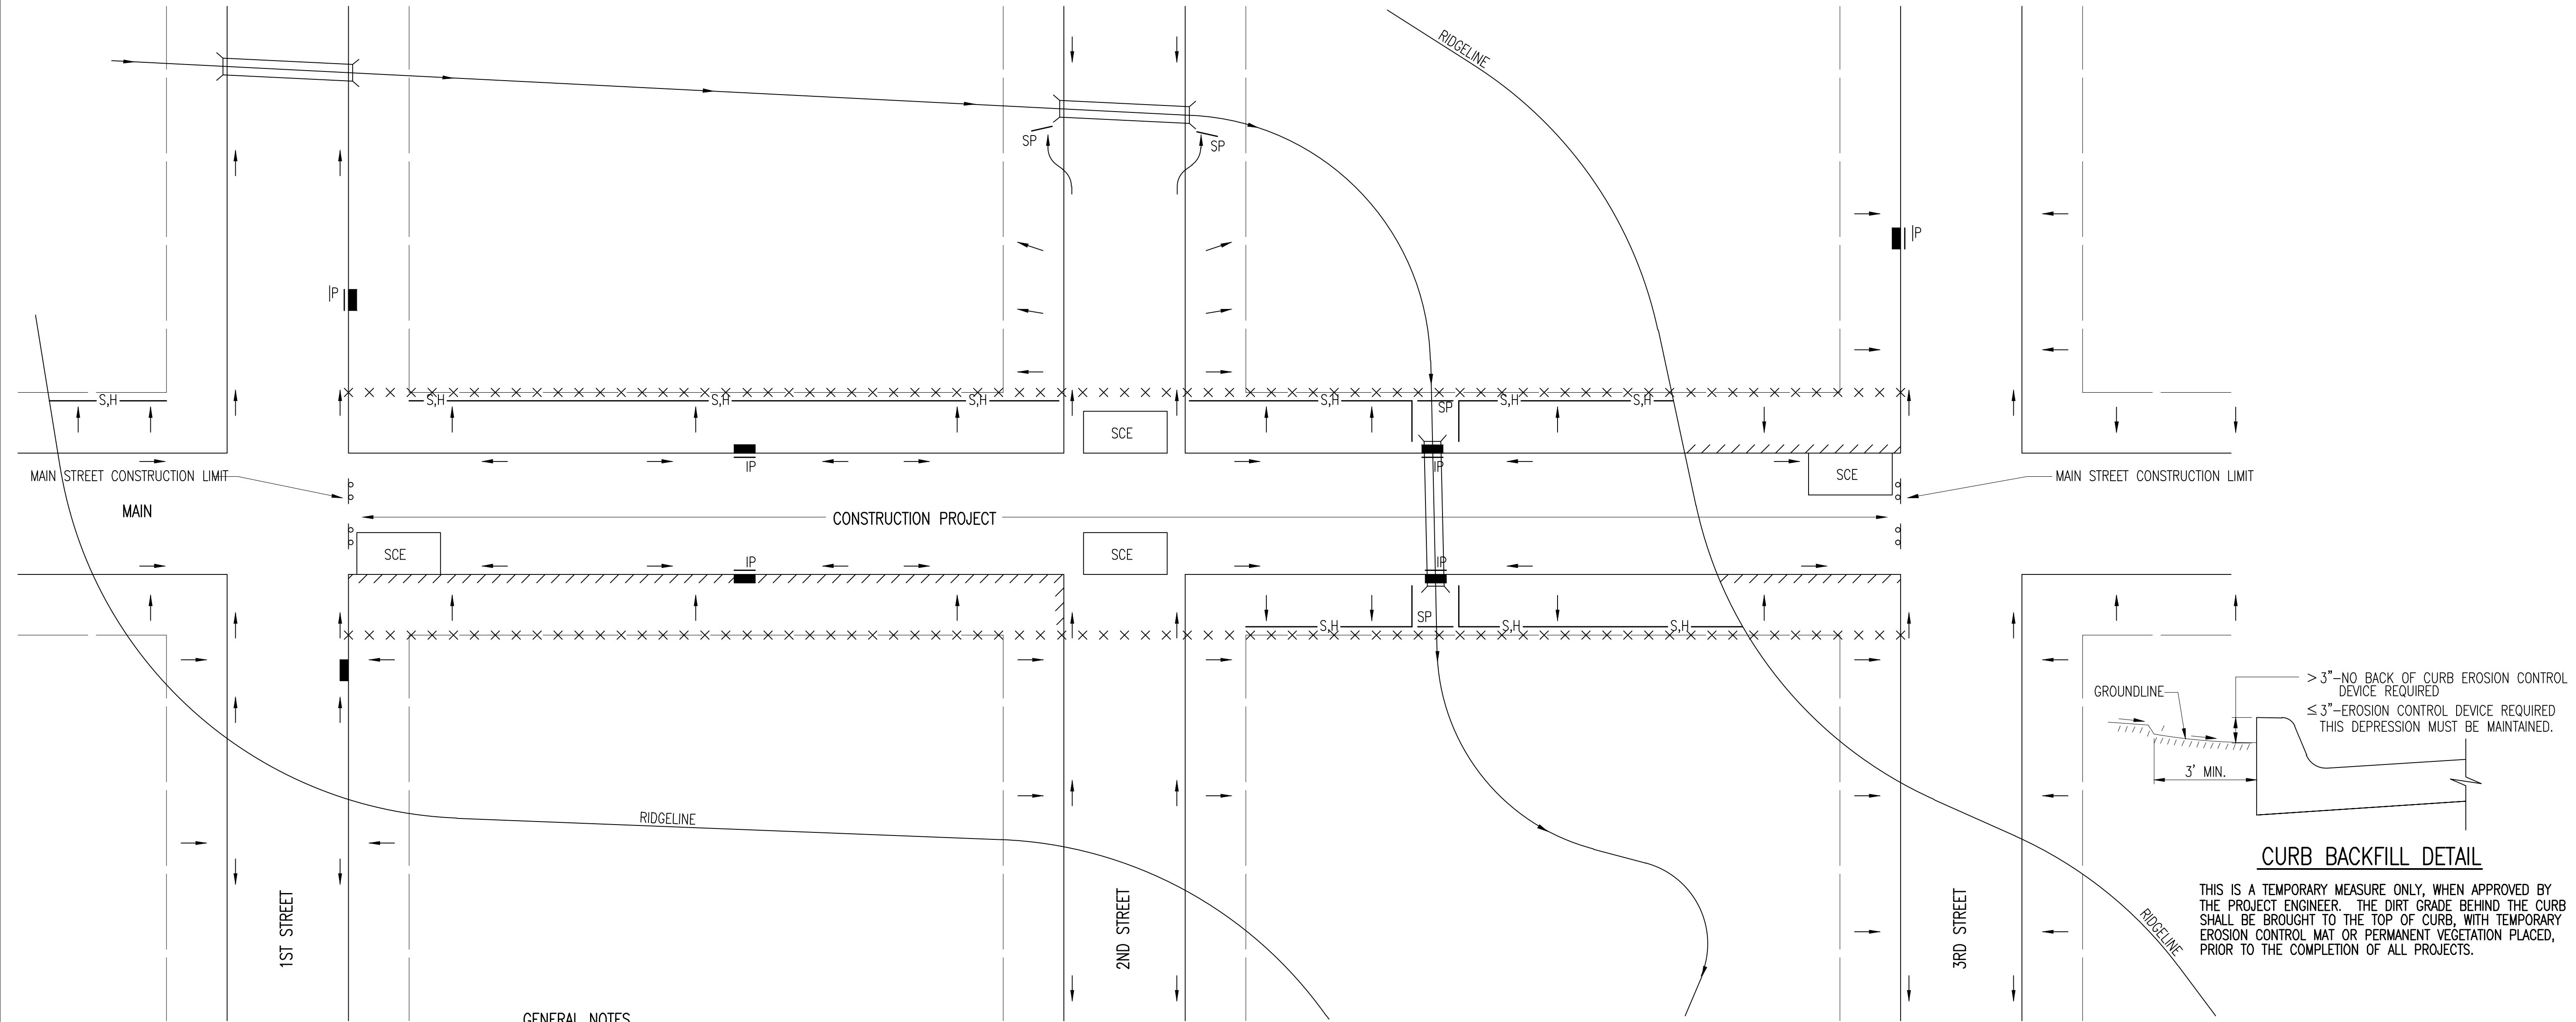 RIDGELINE
SP
SP
IP
IP
S,H
S,H
S,H
S,H
S,H
SP
S,H
S,H
SCE
MAIN STREET CONSTRUCTION LIMIT
IP
IP
SCE
MAIN STREET CONSTRUCTION LIMIT
MAIN
CONSTRUCTION PROJECT
SCE
IP
SCE
IP
S,H
SP
S,H
S,H
GROUNDLINE
> 3"-NO BACK OF CURB EROSION CONTROL
DEVICE REQUIRED
≤ 3"-EROSION CONTROL DEVICE REQUIRED
THIS DEPRESSION MUST BE MAINTAINED.
3' MIN.
RIDGELINE
CURB BACKFILL DETAIL
THIS IS A TEMPORARY MEASURE ONLY, WHEN APPROVED BY
THE PROJECT ENGINEER. THE DIRT GRADE BEHIND THE CURB
SHALL BE BROUGHT TO THE TOP OF CURB, WITH TEMPORARY
EROSION CONTROL MAT OR PERMANENT VEGETATION PLACED,
PRIOR TO THE COMPLETION OF ALL PROJECTS.
1ST STREET
2ND STREET
3RD STREET
RIDGELINE
GENERAL NOTES